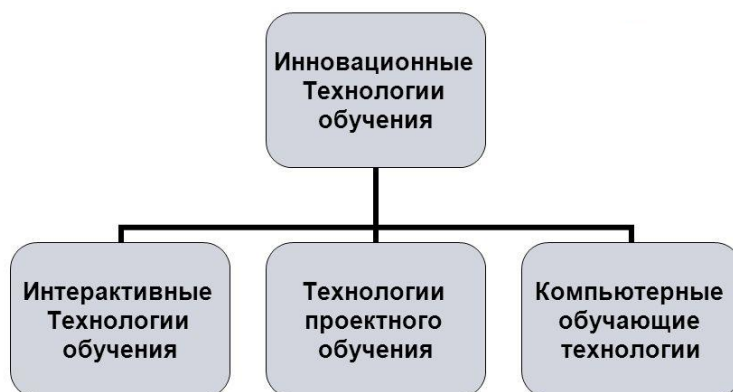 Инновационные
Технологии
обучения
Интерактивные
Технологии
обучения
Технологии
проектного
обучения
Компьютерные
обучающие
технологии